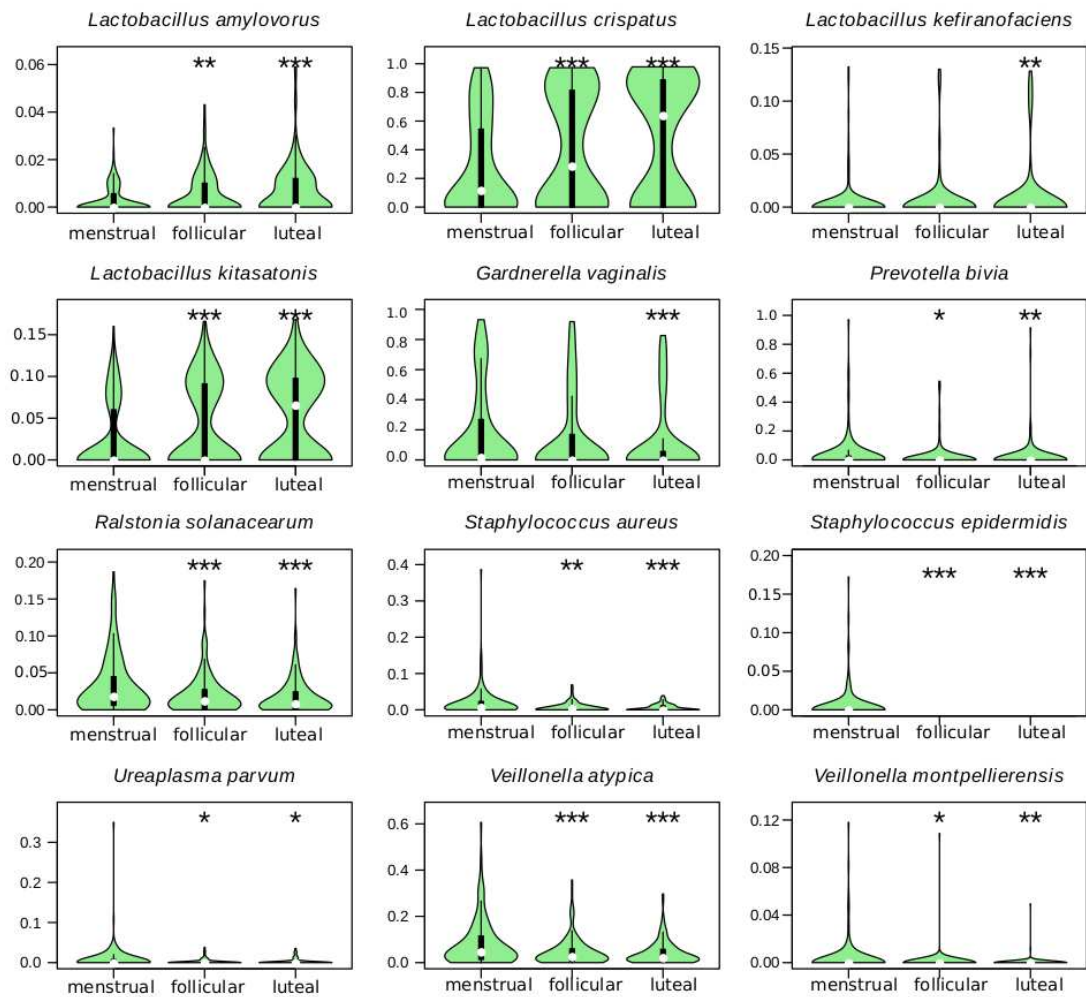 Lactobacillus amylovorus
Lactobacillus crispatus
Lactobacillus kefiranofaciens
0.06
0.04
0.02
0.00
** ***
menstrual follicular luteal
1.0
0.8
0.6
0.4
0.2
0.0
*** ***
menstrual follicular luteal
0.15
0.10
0.05
0.00
**
menstrual follicular luteal
Lactobacillus kitasatonis
Gardnerella vaginalis
Prevotella bivia
0.15
0.10
0.05
0.00
*** ***
menstrual follicular luteal
1.0
0.8
0.6
0.4
0.2
0.0
***
menstrual follicular luteal
1.0
0.8
0.6
0.4
0.2
0.0
* **
menstrual follicular luteal
Ralstonia solanacearum
Staphylococcus aureus
Staphylococcus epidermidis
0.20
0.15
0.10
0.05
0.00
*** ***
menstrual follicular luteal
0.4
0.3
0.2
0.1
0.0
** ***
menstrual follicular luteal
0.20
0.15
0.10
0.05
0.00
*** ***
menstrual follicular luteal
Ureaplasma parvum
Veillonella atypica
Veillonella montpellierensis
0.3
0.2
0.1
0.0
* *
menstrual follicular luteal
0.6
0.4
0.2
0.0
*** ***
menstrual follicular luteal
0.12
0.08
0.04
0.00
* **
menstrual follicular luteal